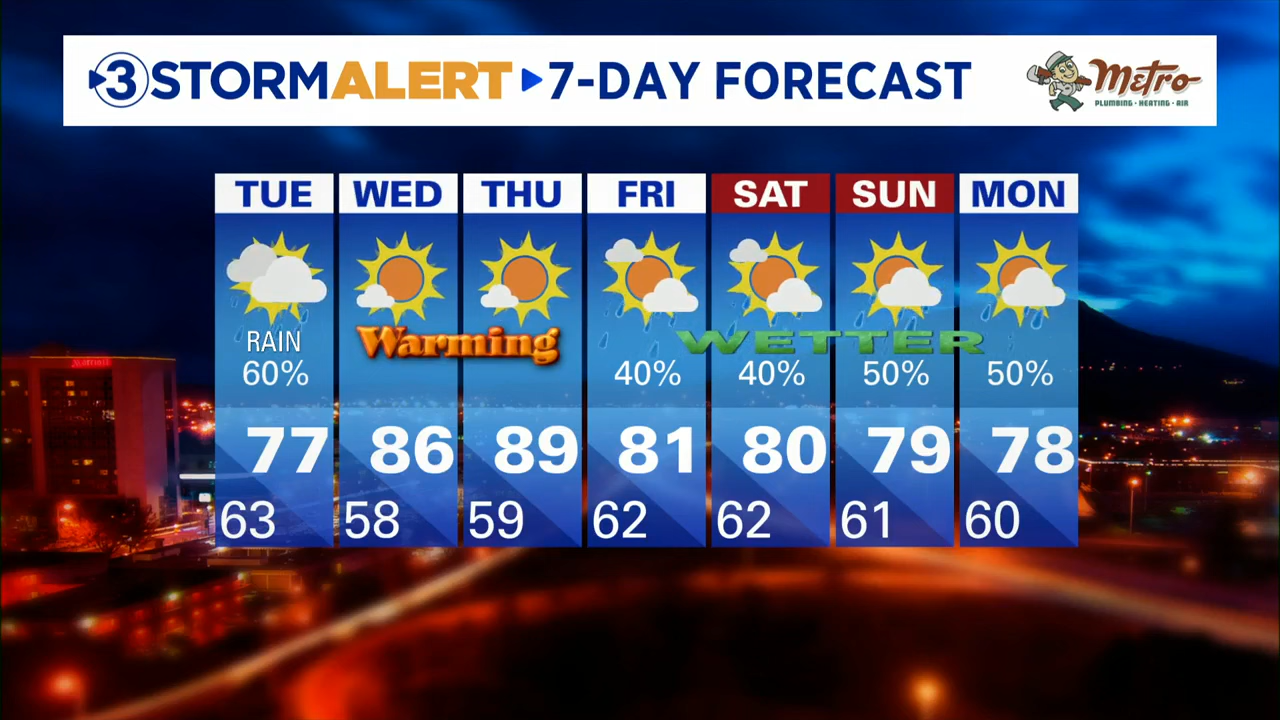 3 STORMALERT 7-DAY FORECAST
Metro
PLUMBING · HEATING · AIR
TUE WED THU FRI SAT SUN MON
RAIN Warming WETTER
60% 40% 40% 50% 50%
77 86 89 81 80 79 78
63 58 59 62 62 61 60
Marriott